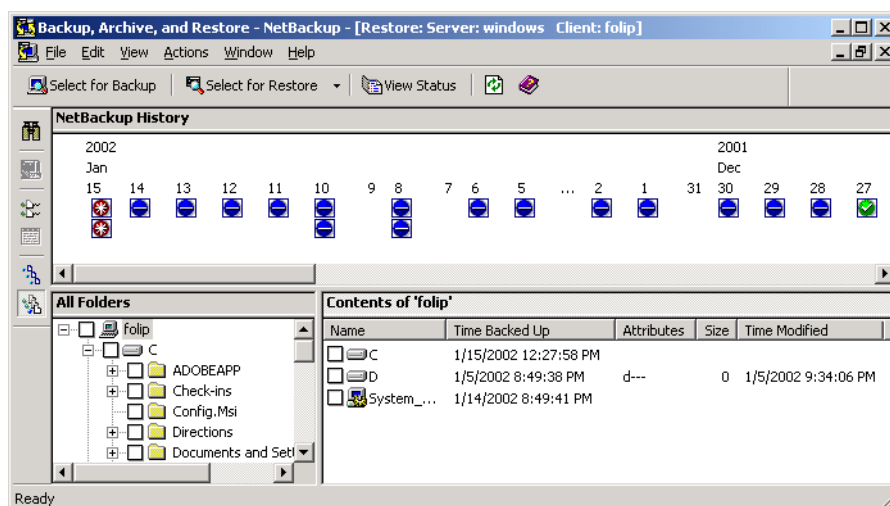 Backup, Archive, and Restore - NetBackup - [Restore: Server: windows Client: folip]
File Edit View Actions Window Help
Select for Backup Select for Restore View Status
NetBackup History
2002 2001
Jan Dec
15 14 13 12 11 10 9 8 7 6 5 ... 2 1 31 30 29 28 27
All Folders
folip
C
ADOBEAPP
Check-ins
Config.Msi
Directions
Documents and Sett
Contents of 'folip'
Name Time Backed Up Attributes Size Time Modified
C 1/15/2002 12:27:58 PM
D 1/5/2002 8:49:38 PM d--- 0 1/5/2002 9:34:06 PM
System_... 1/14/2002 8:49:41 PM
Ready